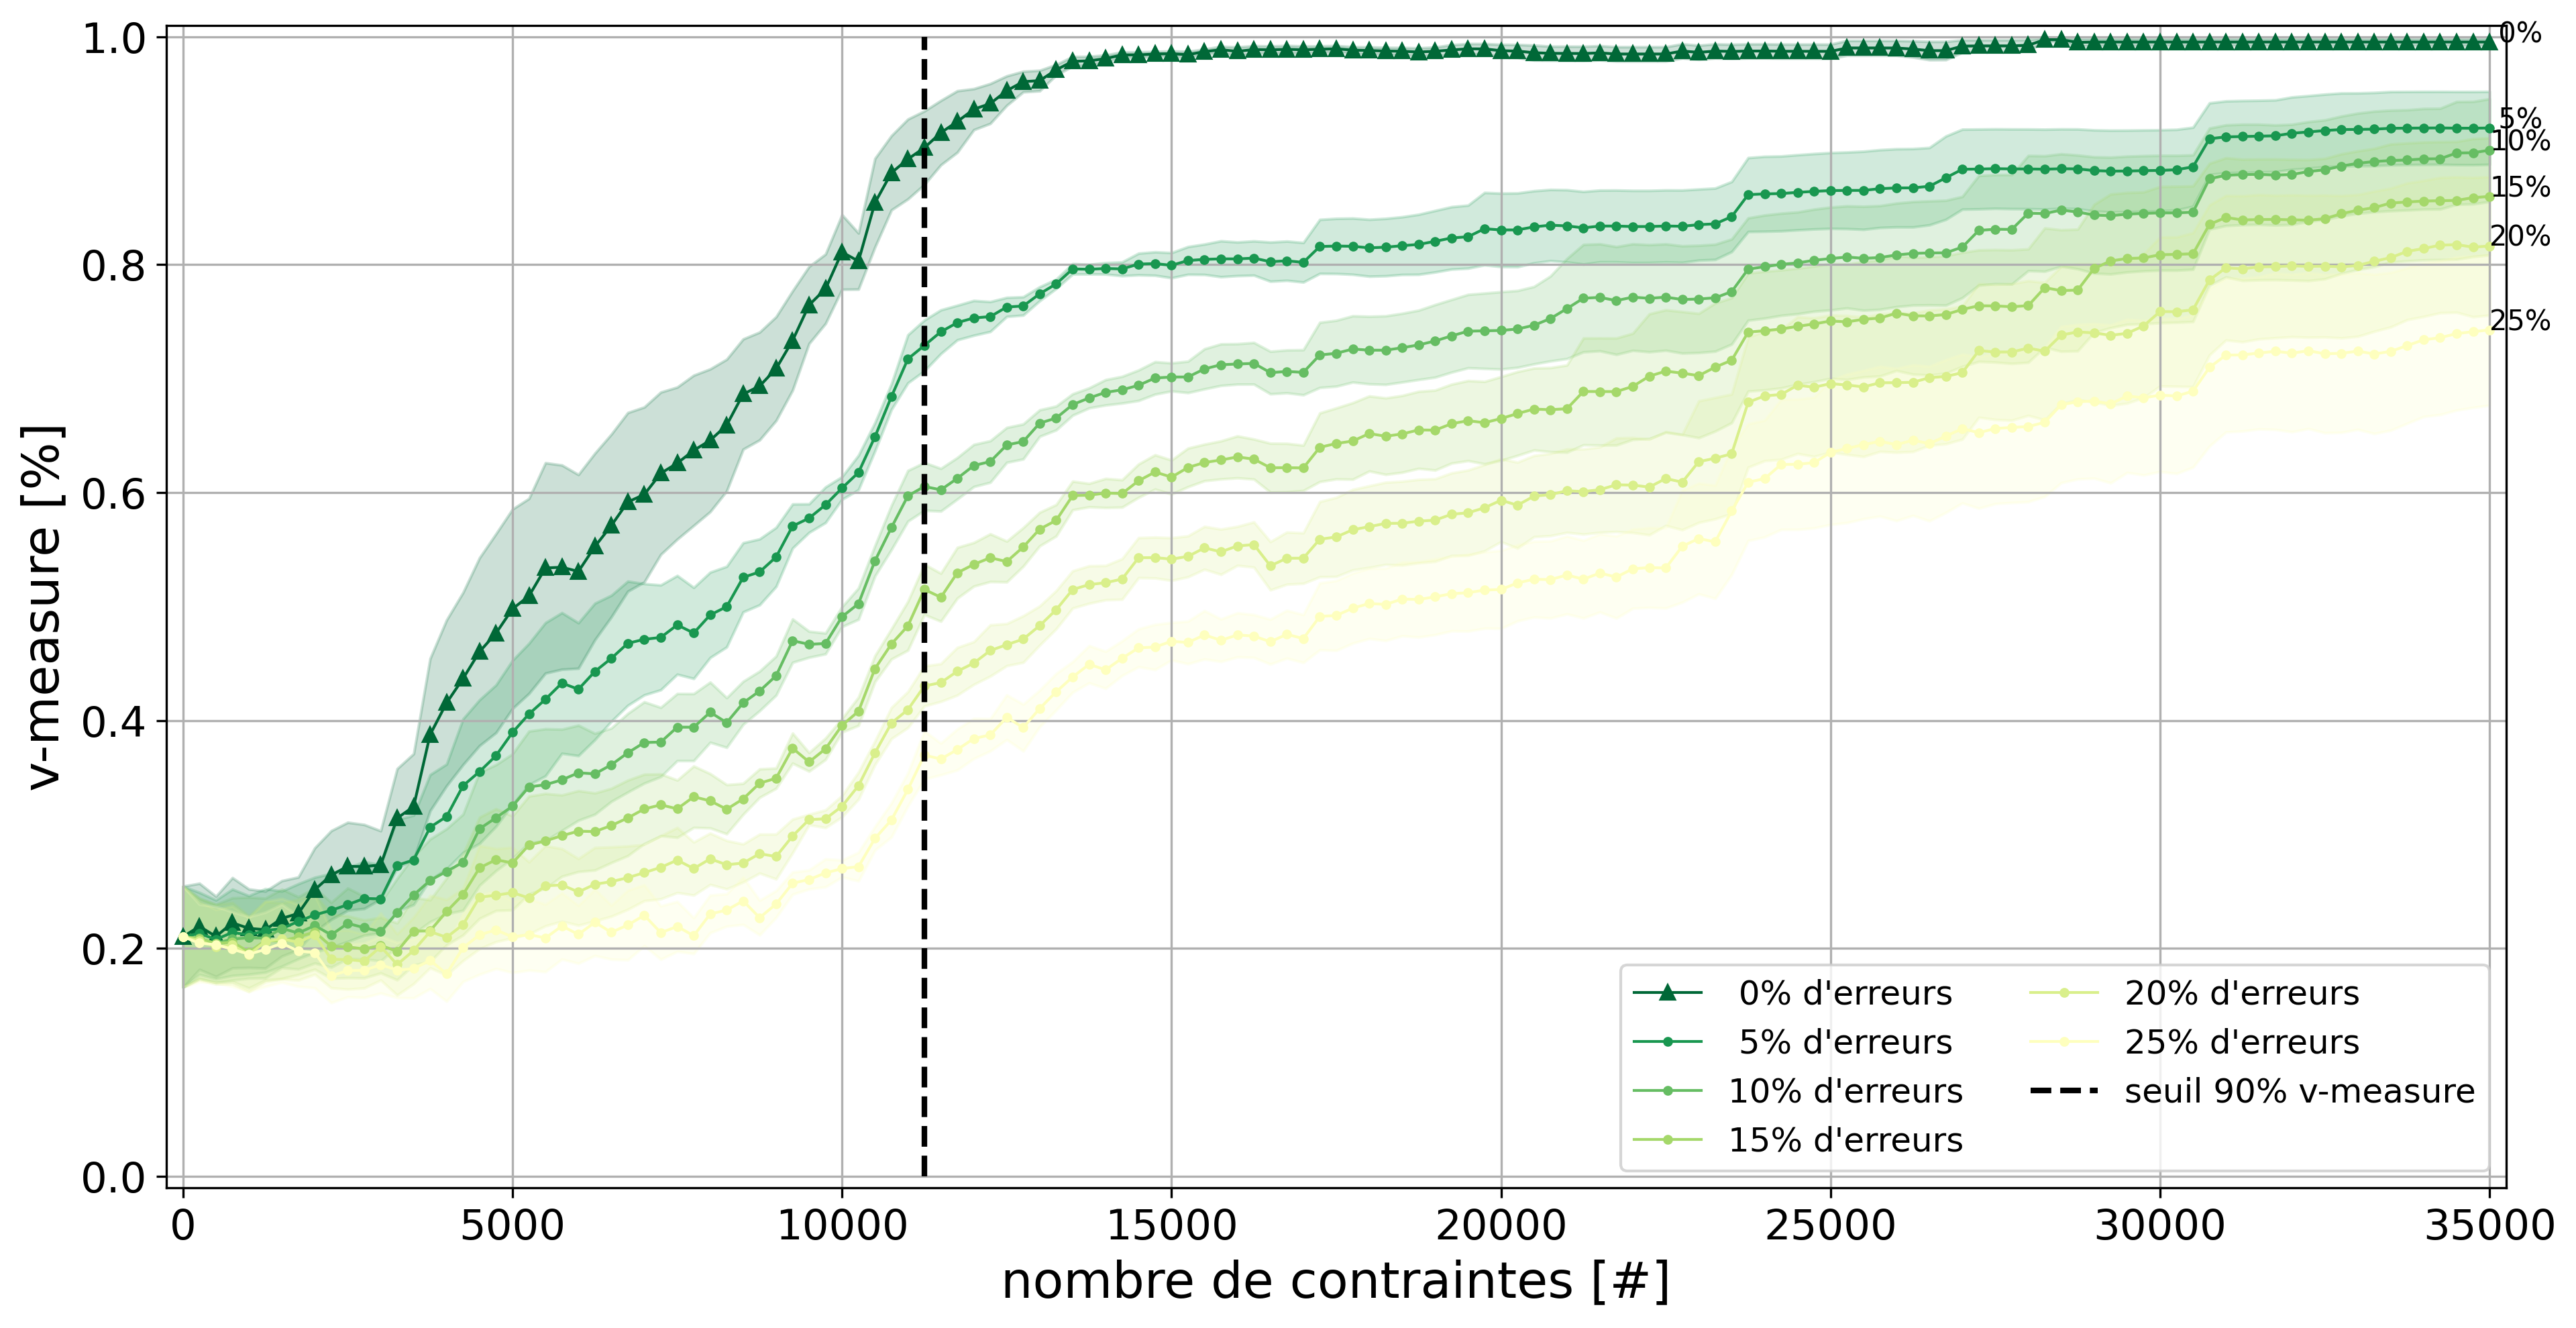 1.0
0.8
0.6
0.4
0.2
0.0
v-measure [%]
0%
5%
10%
15%
20%
25%
0% d'erreurs
5% d'erreurs
10% d'erreurs
15% d'erreurs
20% d'erreurs
25% d'erreurs
seuil 90% v-measure
0 5000 10000 15000 20000 25000 30000 35000
nombre de contraintes [#]